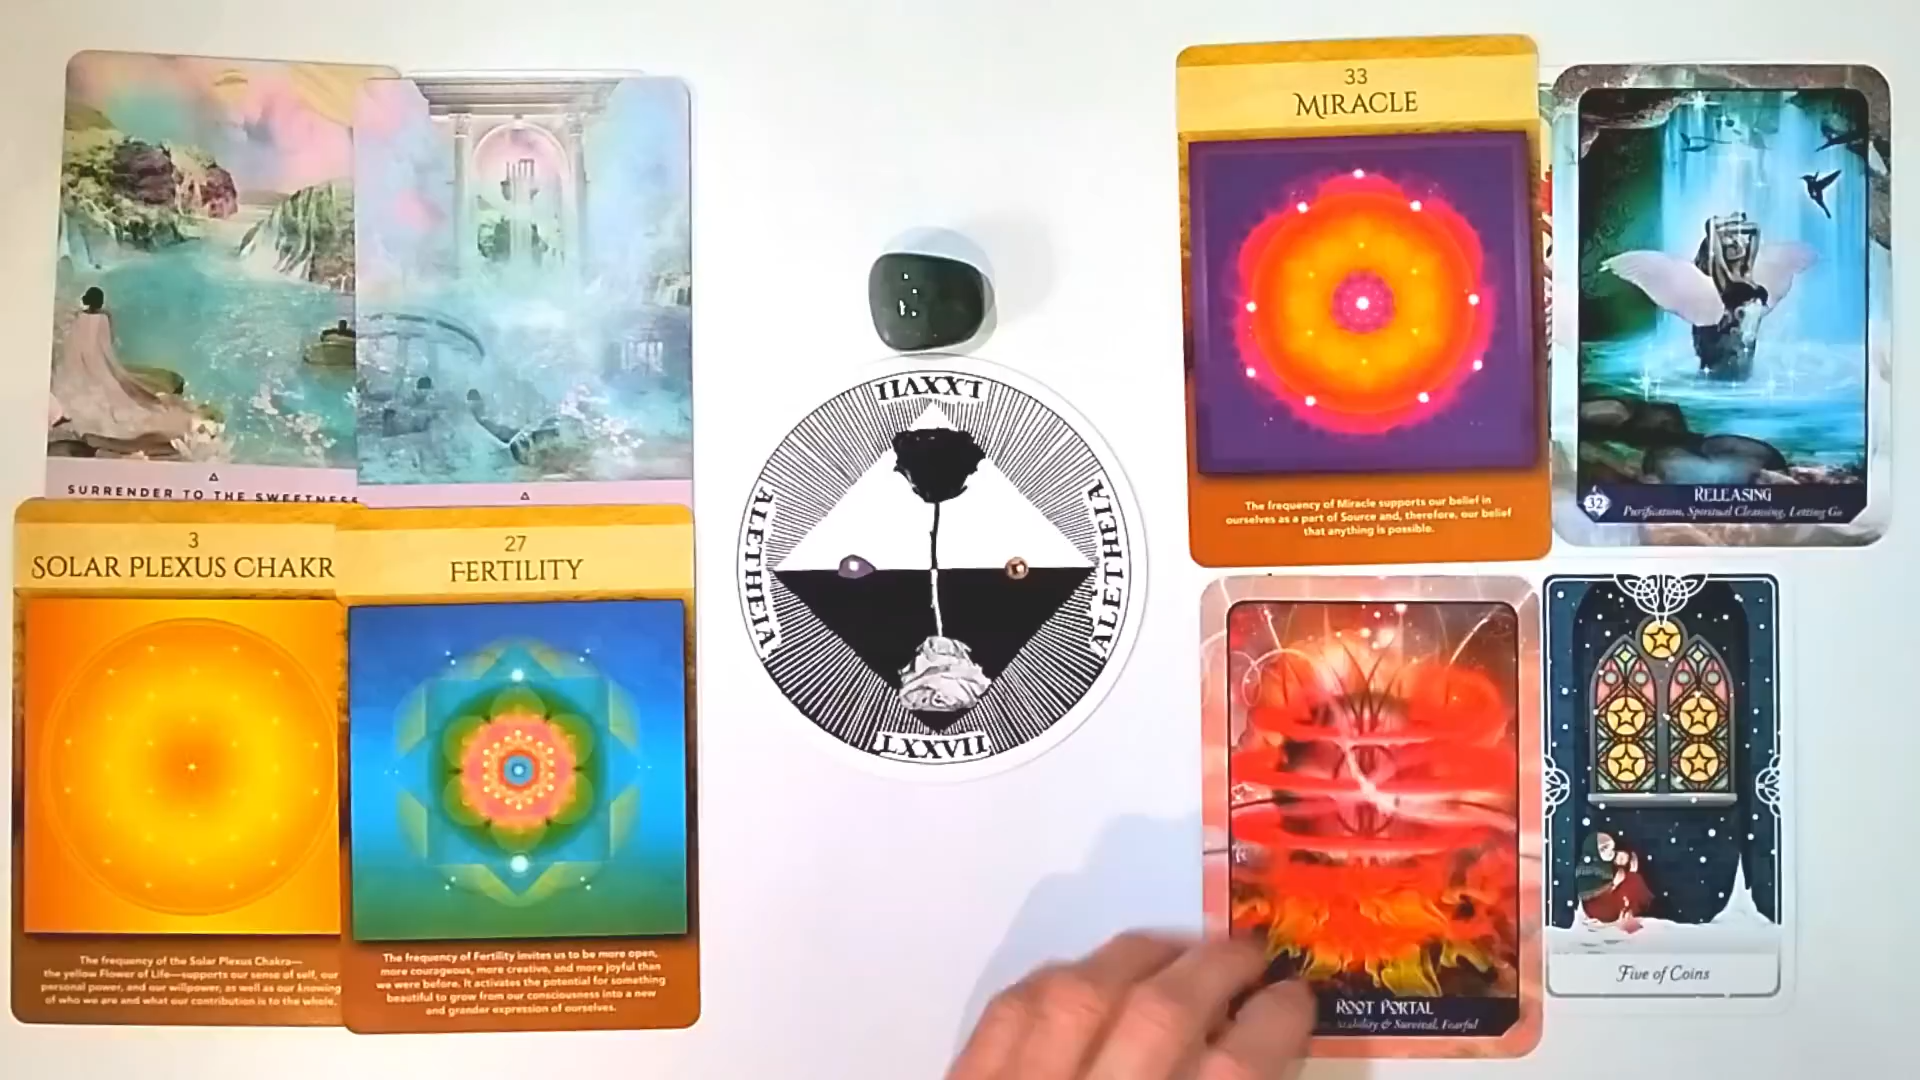 SURRENDER TO THE SWEETNESS
3
SOLAR PLEXUS CHAKR
The frequency of the Solar Plexus Chakra—
the yellow Flower of Life—supports our sense of self, our
personal power, and our willpower, as well as our knowing
of who we are and what our contribution is to the whole.
27
FERTILITY
The frequency of Fertility invites us to be more open,
more courageous, more creative, and more joyful than
we were before. It activates the potential for something
beautiful to grow from our consciousness into a new
and grander expression of ourselves.
LXXVII
ALETHEIA
ALETHEIA
LXXVII
33
MIRACLE
The frequency of Miracle supports our belief in
ourselves as a part of Source and, therefore, our belief
that anything is possible.
32
RELEASING
Purification, Spiritual Cleansing, Letting Go
ROOT PORTAL
Stability & Survival, Fearful
Five of Coins